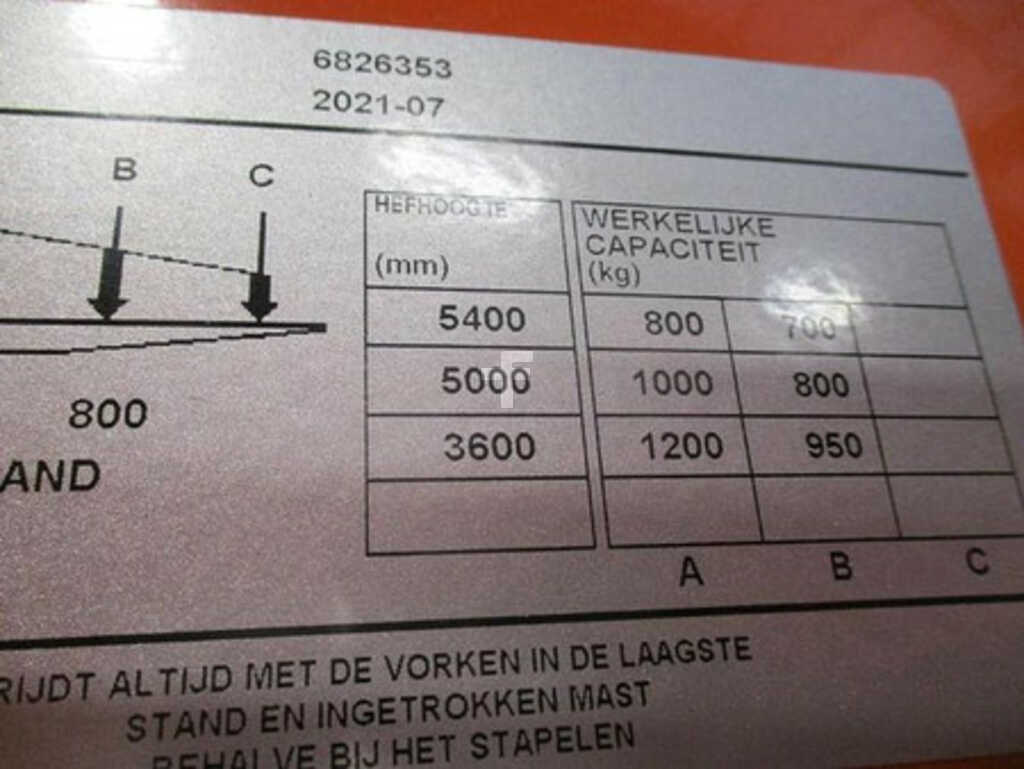 6826353
2021-07
B C
HEFHOOGTE
(mm)
WERKELIJKE
CAPACITEIT
(kg)
5400 800 700
5000 1000 800
3600 1200 950
A B C
800
AND
RIJDT ALTIJD MET DE VORKEN IN DE LAAGSTE
STAND EN INGETROKKEN MAST
BEHALVE BIJ HET STAPELEN